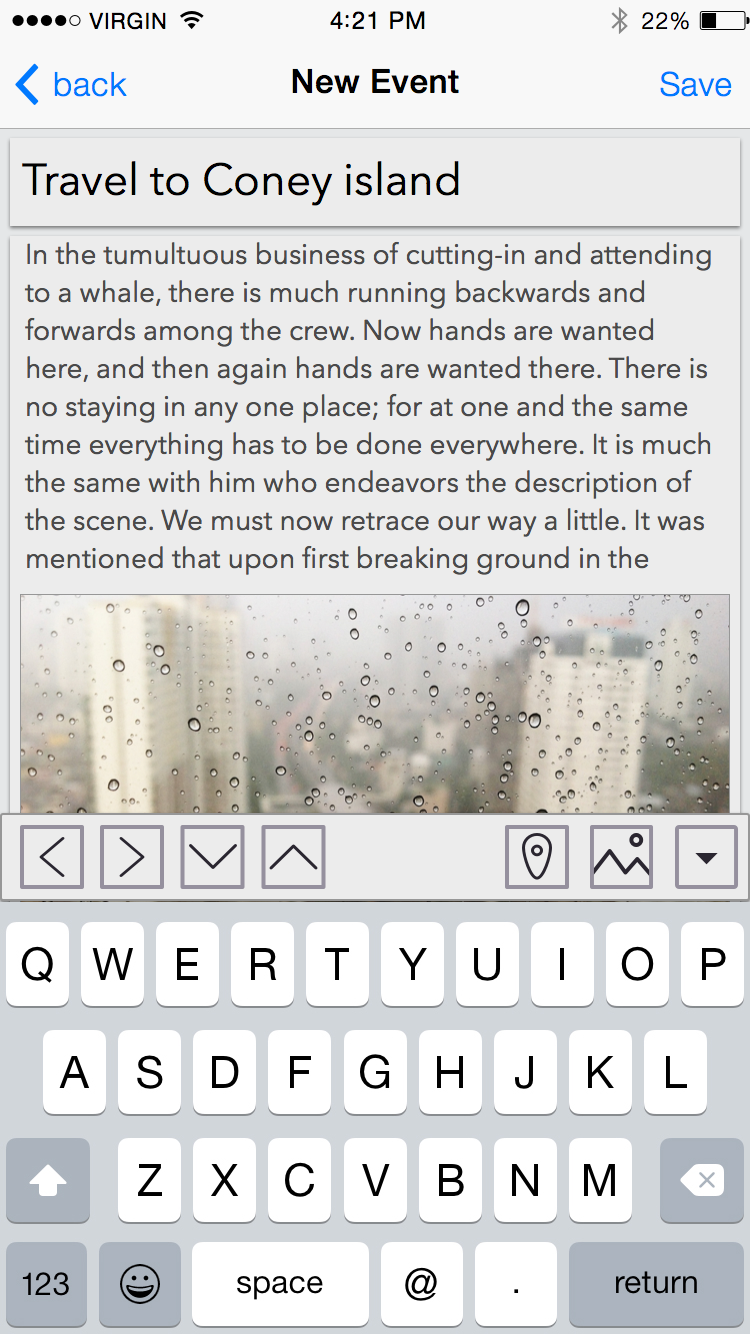 VIRGIN 4:21 PM 22%
back New Event Save
Travel to Coney island
In the tumultuous business of cutting-in and attending
to a whale, there is much running backwards and
forwards among the crew. Now hands are wanted
here, and then again hands are wanted there. There is
no staying in any one place; for at one and the same
time everything has to be done everywhere. It is much
the same with him who endeavors the description of
the scene. We must now retrace our way a little. It was
mentioned that upon first breaking ground in the
Q W E R T Y U I O P
A S D F G H J K L
Z X C V B N M
123 space @ . return